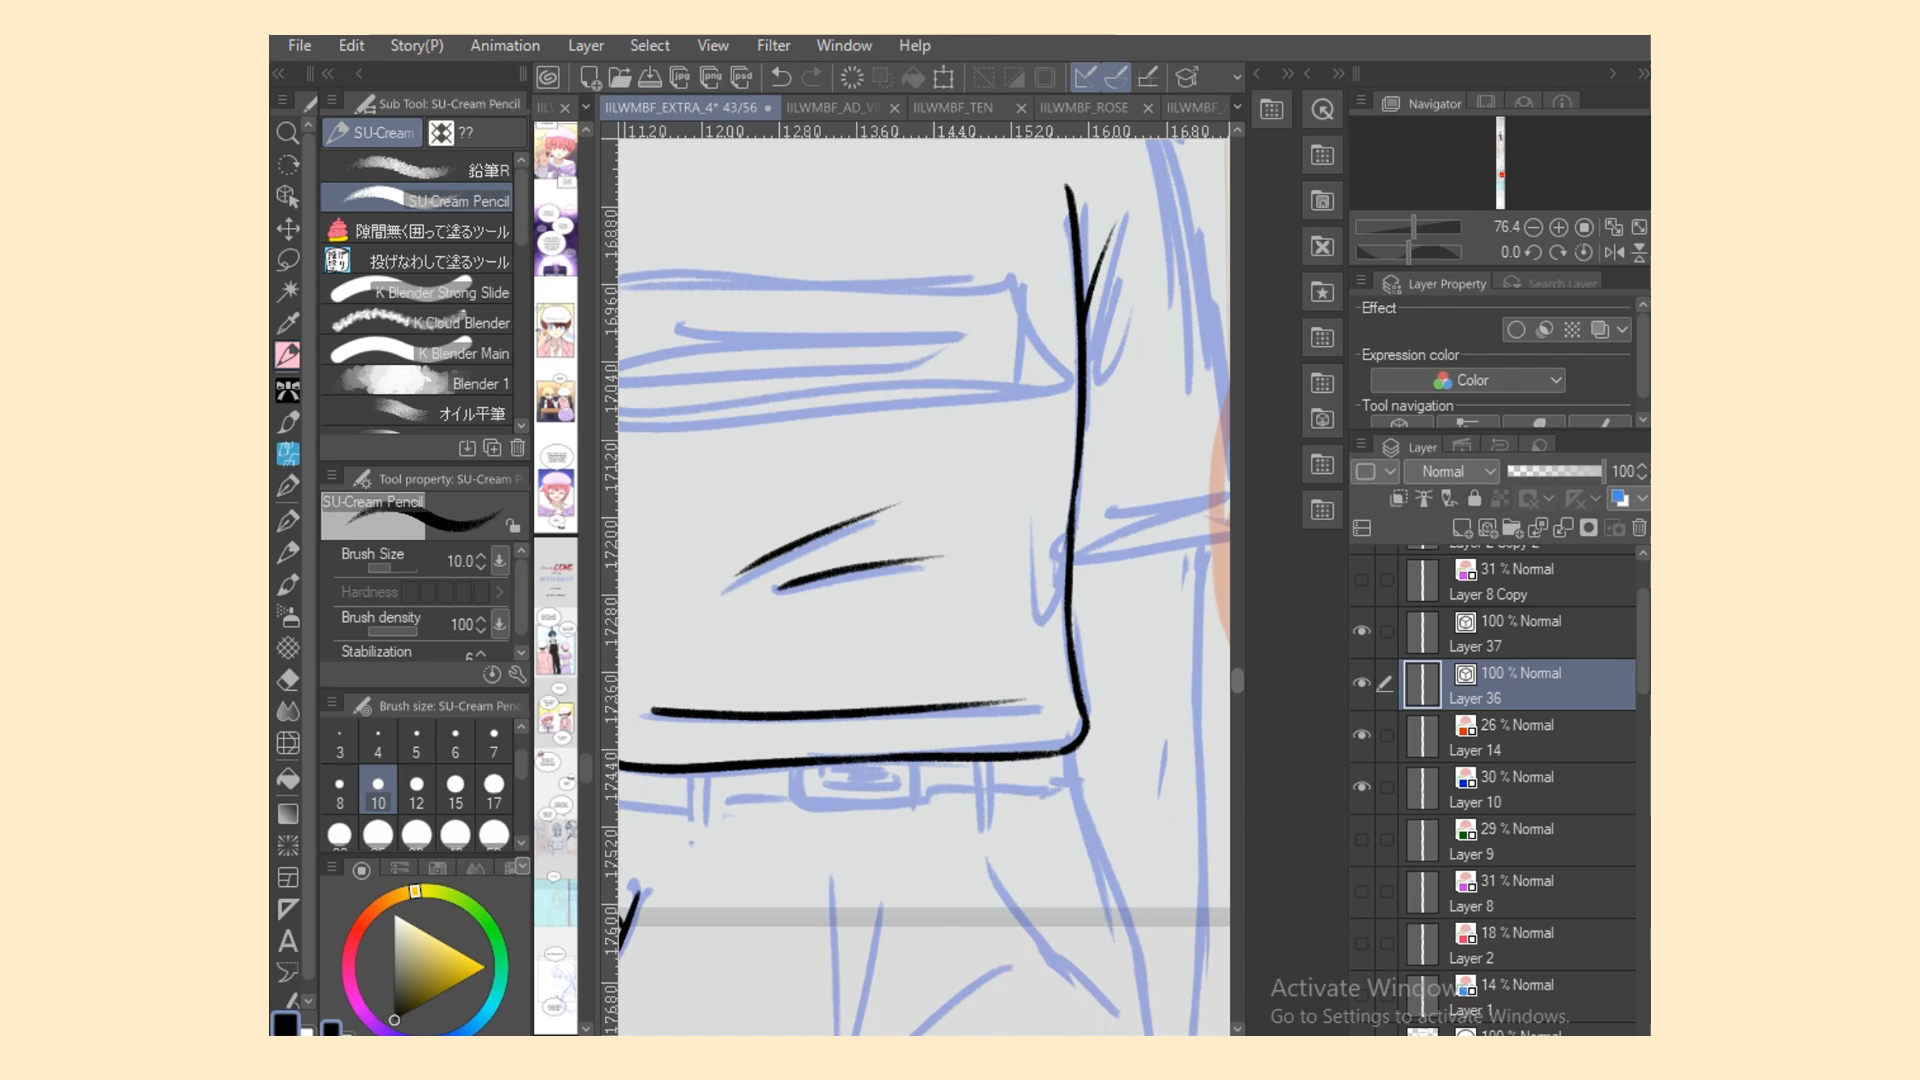 File Edit Story(P) Animation Layer Select View Filter Window Help
Sub Tool: SU-Cream Pencil
IILWMBF_EXTRA_4* 43/56
IILWMBF_TEN
IILWMBF_ROSE
Navigator
SU-Cream ??
1120 1200 1280 1360 1440 1520 1600 1680
鉛筆R
SU-Cream Pencil
隙間無く囲って塗るツール
投げなわして塗るツール
K Blender Strong Slide
K Cloud Blender
K Blender Main
Blender 1
オイル平筆
76.4
0.0
Layer Property Search Layer
Effect
Expression color
Color
Tool navigation
Tool property: SU-Cream
SU-Cream Pencil
Brush Size 10.0
Hardness
Brush density 100
Stabilization 6
Brush size: SU-Cream Penc
3 4 5 6 7
8 10 12 15 17
16880
16960
17040
17120
17200
17280
17360
17440
17520
17600
17680
Layer
Normal 100
31 % Normal
Layer 8 Copy
100 % Normal
Layer 37
100 % Normal
Layer 36
26 % Normal
Layer 14
30 % Normal
Layer 10
29 % Normal
Layer 9
31 % Normal
Layer 8
18 % Normal
Layer 2
14 % Normal
Layer 1
Activate Windows
Go to Settings to activate Windows.